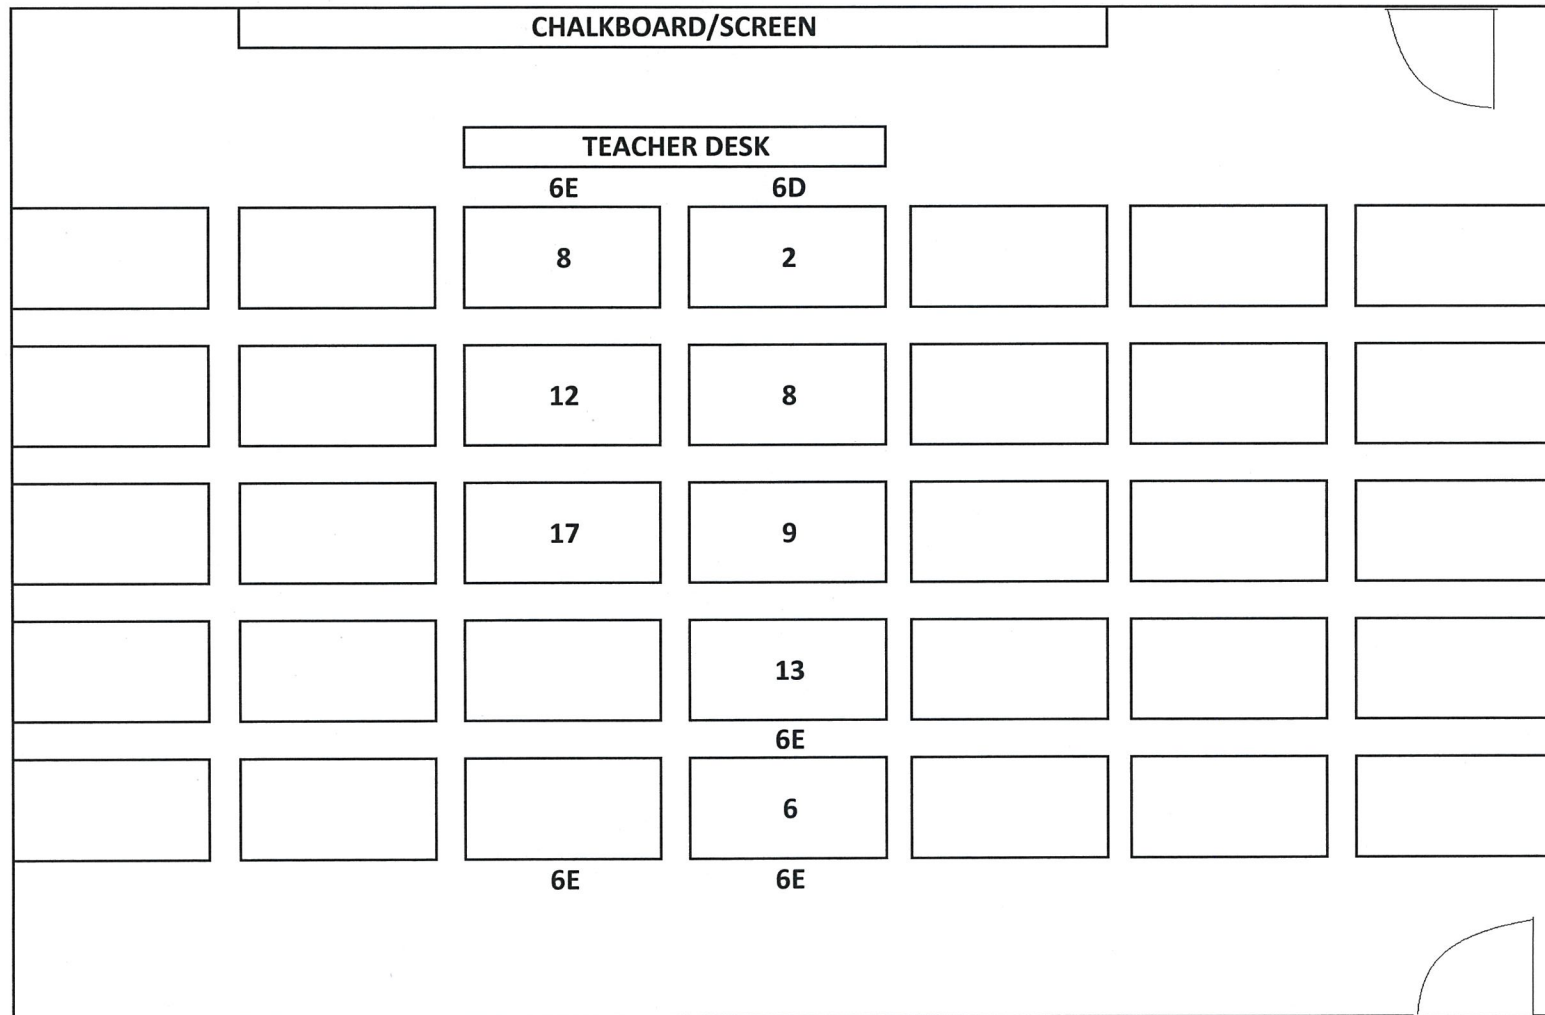 CHALKBOARD/SCREEN
TEACHER DESK
6E 6D
8 2
12 8
17 9
13
6E
6
6E 6E